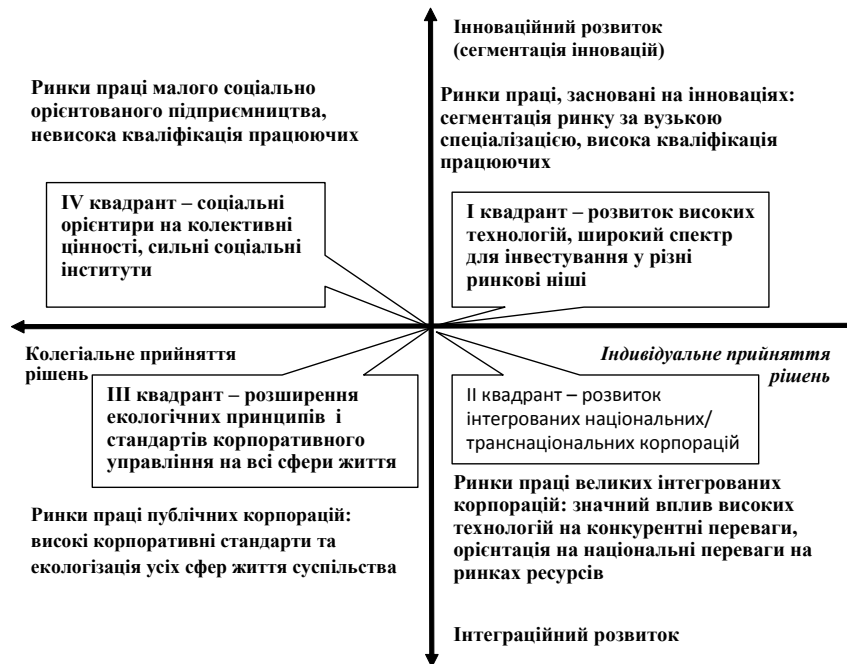 Інноваційний розвиток
(сегментація інновацій)
Ринки праці малого соціально
орієнтованого підприємництва,
невисока кваліфікація працюючих
Ринки праці, засновані на інноваціях:
сегментація ринку за вузькою
спеціалізацією, висока кваліфікація
працюючих
IV квадрант – соціальні
орієнтири на колективні
цінності, сильні соціальні
інститути
I квадрант – розвиток високих
технологій, широкий спектр
для інвестування у різні
ринкові ніші
Колегіальне прийняття
рішень
Індивідуальне прийняття
рішень
III квадрант – розширення
екологічних принципів і
стандартів корпоративного
управління на всі сфери життя
II квадрант – розвиток
інтегрованих національних/
транснаціональних корпорацій
Ринки праці публічних корпорацій:
високі корпоративні стандарти та
екологізація усіх сфер життя суспільства
Ринки праці великих інтегрованих
корпорацій: значний вплив високих
технологій на конкурентні переваги,
орієнтація на національні переваги на
ринках ресурсів
Інтеграційний розвиток